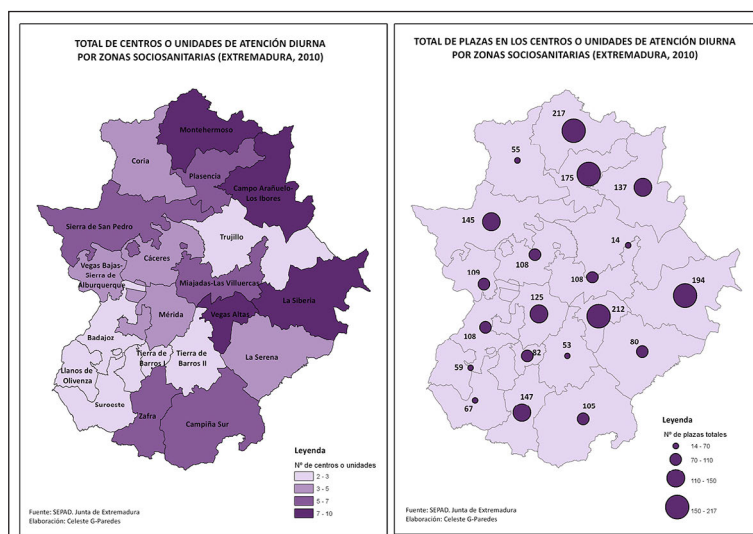 TOTAL DE CENTROS O UNIDADES DE ATENCIÓN DIURNA
POR ZONAS SOCIOSANITARIAS (EXTREMADURA, 2010)
Montehermoso
Coria
Plasencia
Campo Arañuelo-
Los Ibores
Sierra de San Pedro
Trujillo
Cáceres
Vegas Bajas-
Sierra de
Alburquerque
Miajadas-Las Villuercas
La Siberia
Mérida
Vegas Altas
Badajoz
Tierra de
Barros I
Tierra de
Barros II
La Serena
Llanos de
Olivenza
Suroeste
Zafra
Campiña Sur
Leyenda
Nº de centros o unidades
2 - 3
3 - 5
5 - 7
7 - 10
Fuente: SEPAD. Junta de Extremadura
Elaboración: Celeste G-Paredes
TOTAL DE PLAZAS EN LOS CENTROS O UNIDADES DE ATENCIÓN DIURNA
POR ZONAS SOCIOSANITARIAS (EXTREMADURA, 2010)
217
55
175
137
145
14
108
109
108
194
125
212
108
53
80
82
59
67
147
105
Leyenda
Nº de plazas totales
14 - 70
70 - 110
110 - 150
150 - 217
Fuente: SEPAD. Junta de Extremadura
Elaboración: Celeste G-Paredes